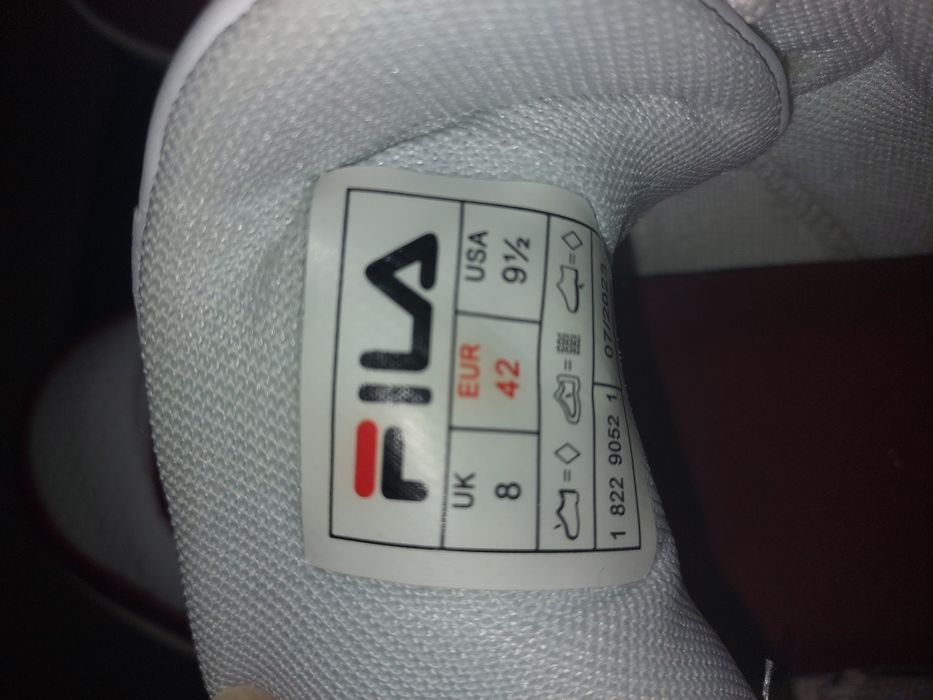 FILA
UK EUR USA
8 42 9½
= = =
1 822 9052 1 07/2023